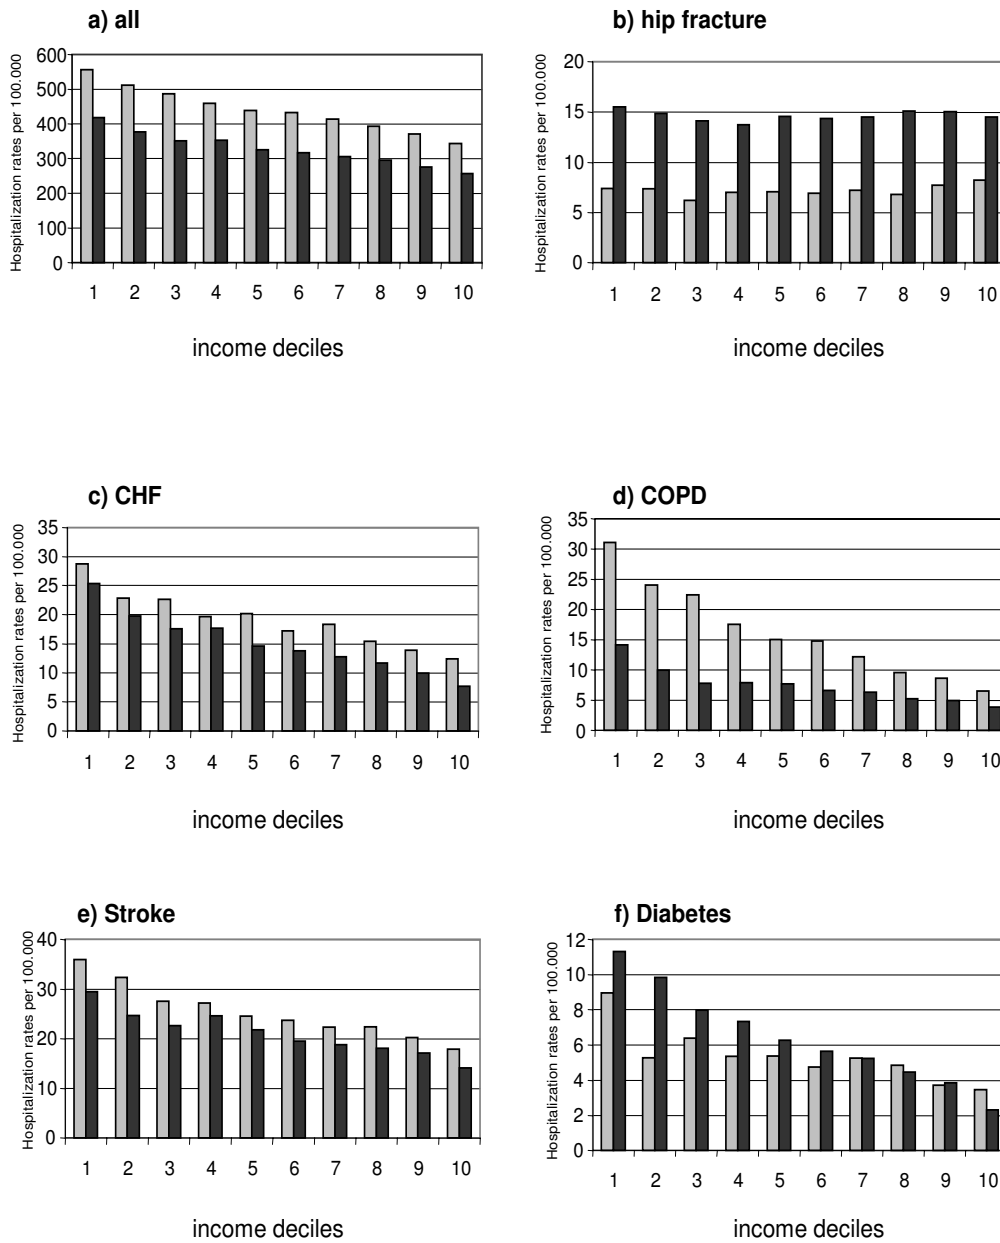 a) all
Hospitalization rates per 100.000
600
500
400
300
200
100
0
1 2 3 4 5 6 7 8 9 10
income deciles
b) hip fracture
Hospitalization rates per 100.000
20
15
10
5
0
1 2 3 4 5 6 7 8 9 10
income deciles
c) CHF
Hospitalization rates per 100.000
35
30
25
20
15
10
5
0
1 2 3 4 5 6 7 8 9 10
income deciles
d) COPD
Hospitalization rates per 100.000
35
30
25
20
15
10
5
0
1 2 3 4 5 6 7 8 9 10
income deciles
e) Stroke
Hospitalization rates per 100.000
40
30
20
10
0
1 2 3 4 5 6 7 8 9 10
income deciles
f) Diabetes
Hospitalization rates per 100.000
12
10
8
6
4
2
0
1 2 3 4 5 6 7 8 9 10
income deciles